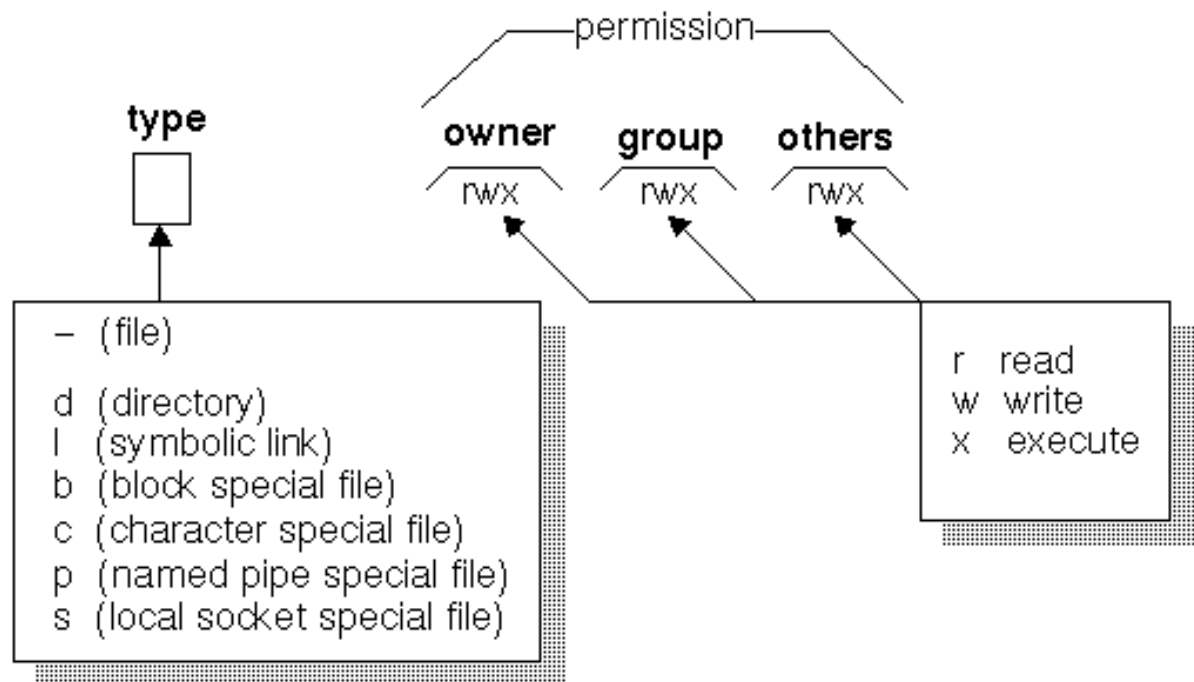 permission
type
owner group others
rwx rwx rwx
– (file)
d (directory)
l (symbolic link)
b (block special file)
c (character special file)
p (named pipe special file)
s (local socket special file)
r read
w write
x execute